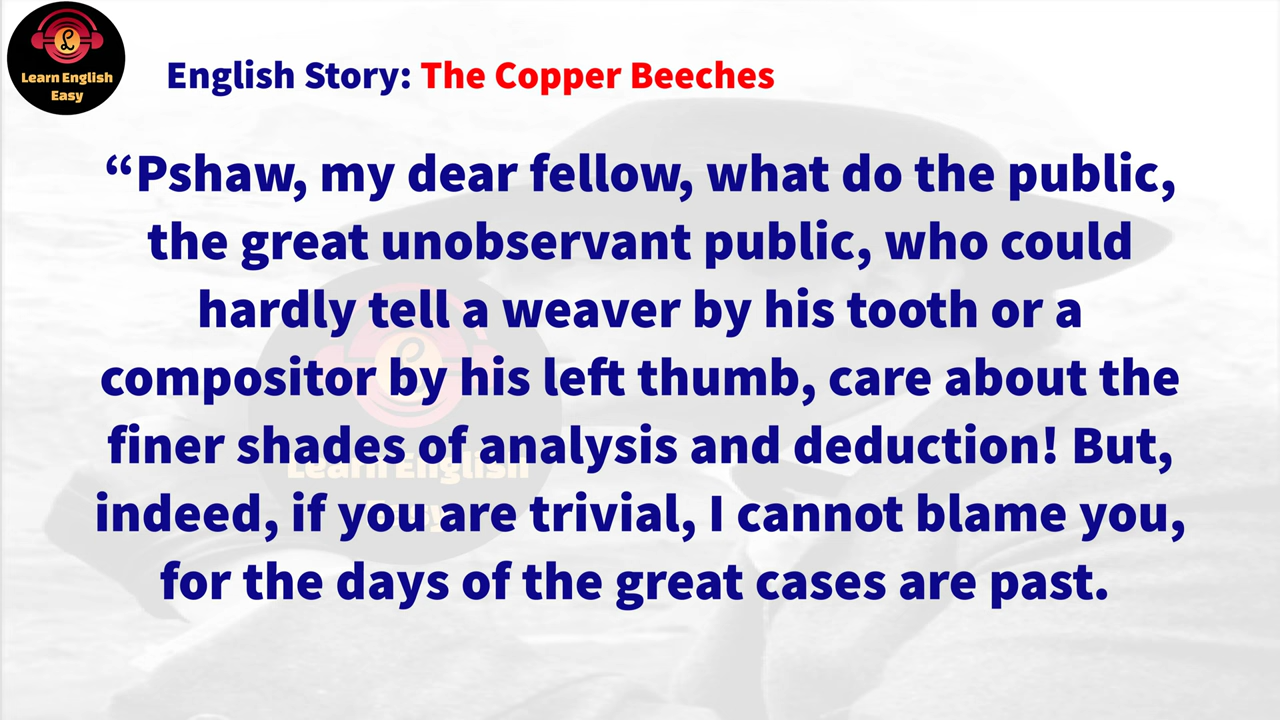 Learn English
Easy
English Story: The Copper Beeches
“Pshaw, my dear fellow, what do the public,
the great unobservant public, who could
hardly tell a weaver by his tooth or a
compositor by his left thumb, care about the
finer shades of analysis and deduction! But,
indeed, if you are trivial, I cannot blame you,
for the days of the great cases are past.
Learn English